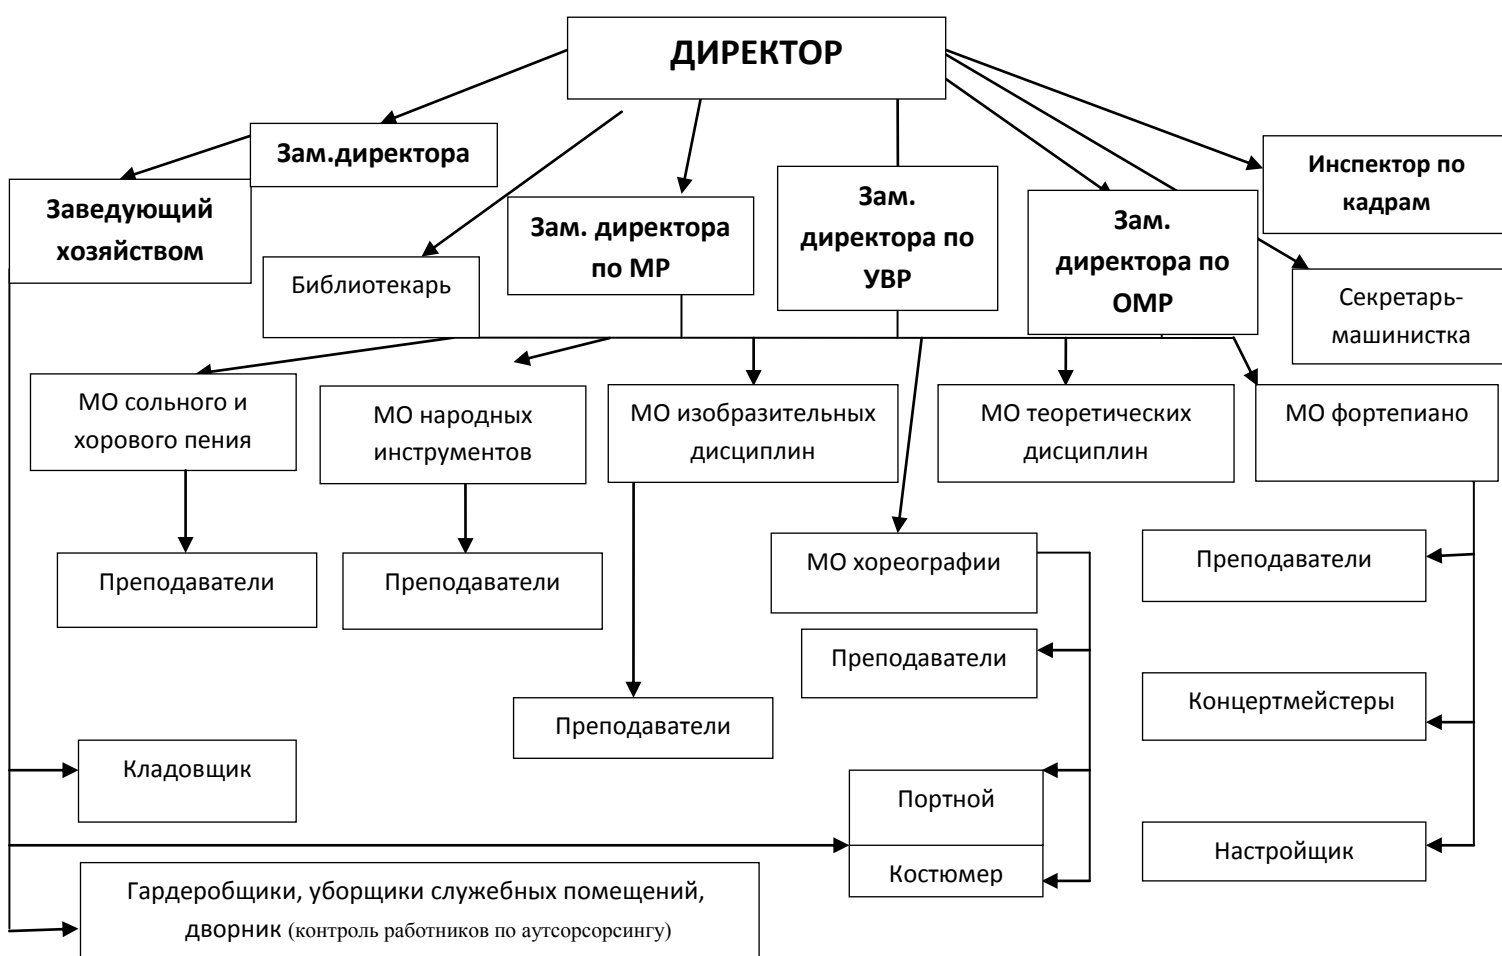 ДИРЕКТОР
Зам.директора
Заведующий
хозяйством
Библиотекарь
Зам. директора
по МР
Зам.
директора по
УВР
Зам.
директора по
ОМР
Инспектор по
кадрам
Секретарь-
машинистка
МО сольного и
хорового пения
МО народных
инструментов
МО изобразительных
дисциплин
МО теоретических
дисциплин
МО фортепиано
Преподаватели
Преподаватели
МО хореографии
Преподаватели
Преподаватели
Преподаватели
Концертмейстеры
Кладовщик
Портной
Костюмер
Настройщик
Гардеробщики, уборщики служебных помещений,
дворник (контроль работников по аутсорсорсингу)